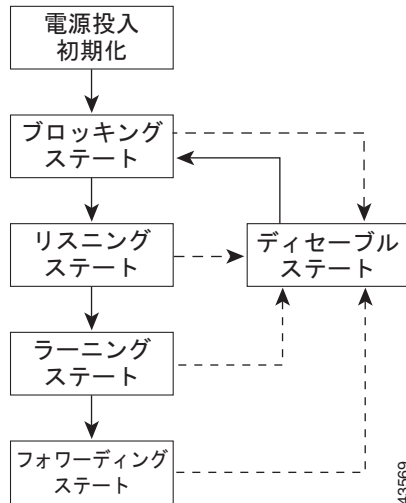 電源投入
初期化
ブロッキング
ステート
リスニング
ステート
ディセーブル
ステート
ラーニング
ステート
フォワーディング
ステート
43569